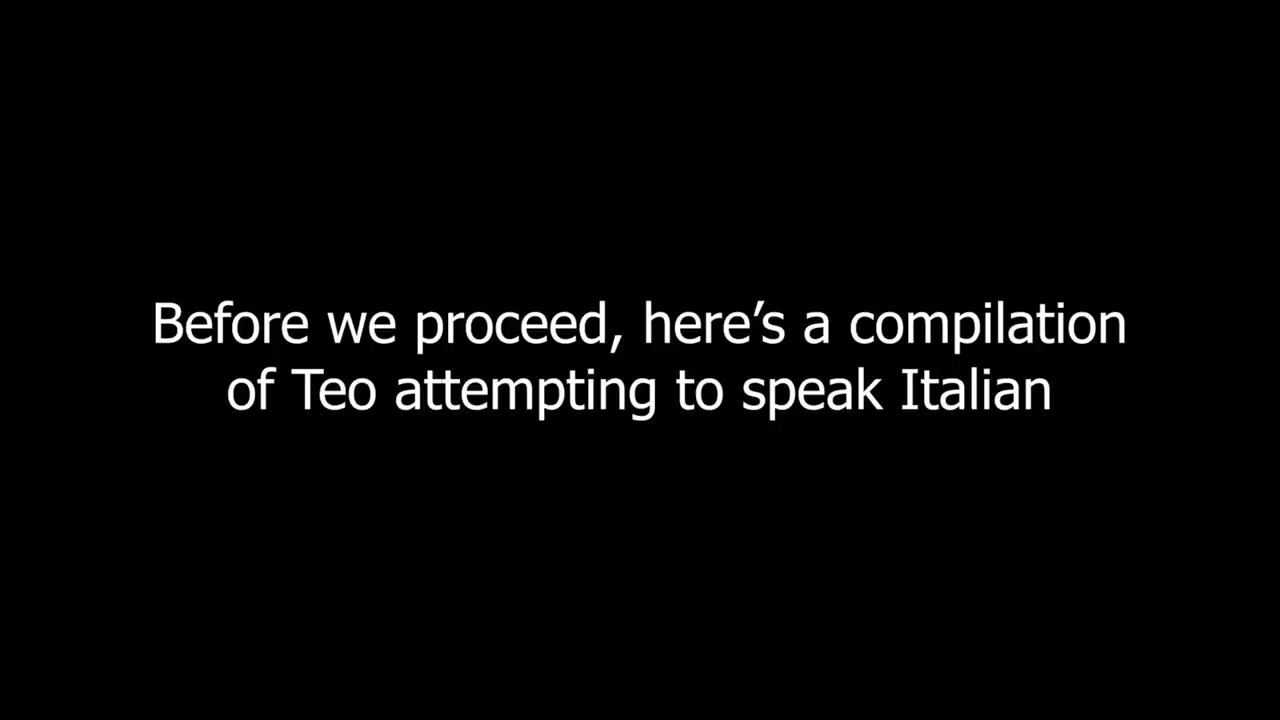 Before we proceed, here’s a compilation
of Teo attempting to speak Italian